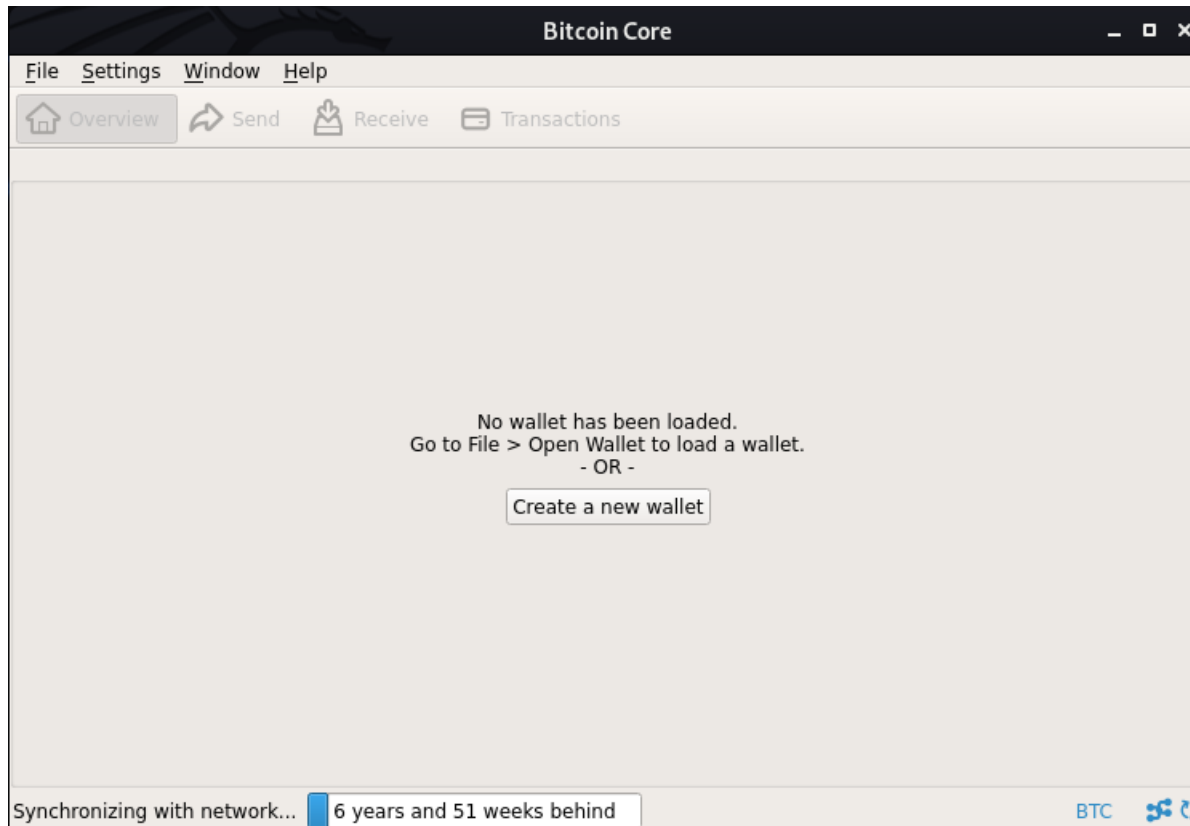 Bitcoin Core
File Settings Window Help
Overview Send Receive Transactions
No wallet has been loaded.
Go to File > Open Wallet to load a wallet.
- OR -
Create a new wallet
Synchronizing with network... 6 years and 51 weeks behind BTC